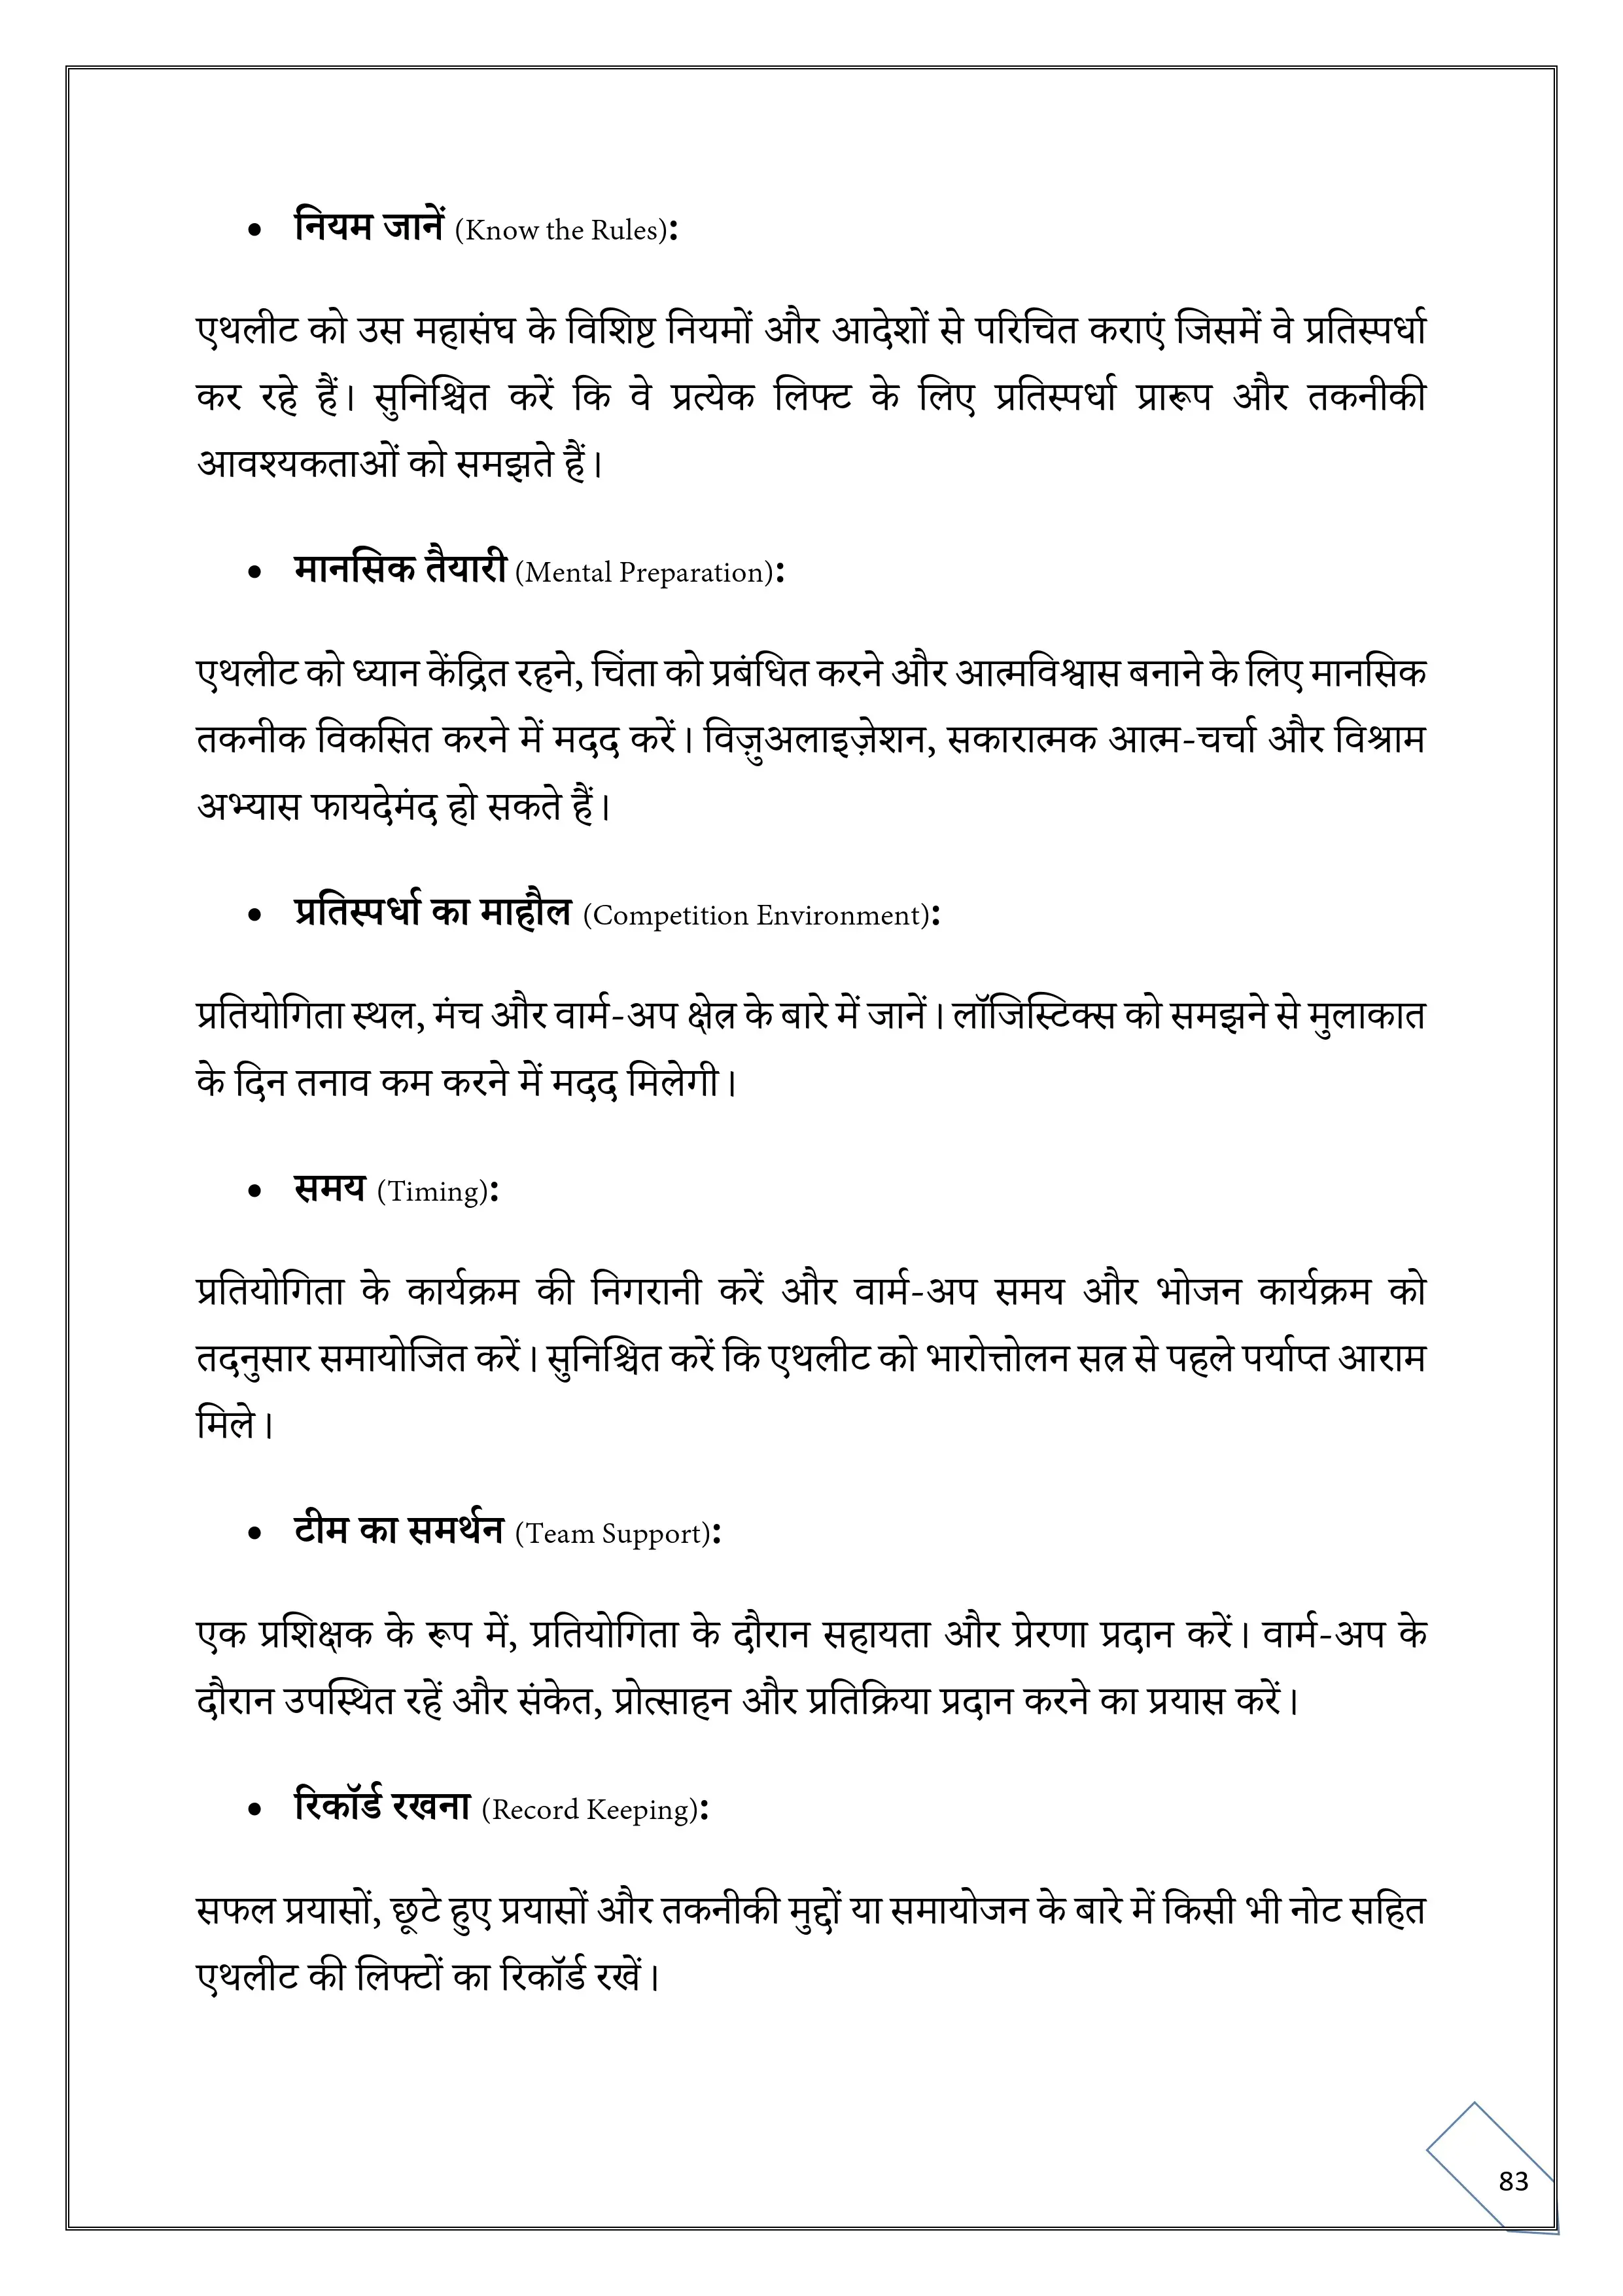 • नियम जानें (Know the Rules):
एथलीट को उस महासंघ के विशिष्ट नियमों और आदेशों से परिचित कराएं जिसमें वे प्रतिस्पर्धा
कर रहे हैं। सुनिश्चित करें कि वे प्रत्येक लिफ्ट के लिए प्रतिस्पर्धा प्रारूप और तकनीकी
आवश्यकताओं को समझते हैं।
• मानसिक तैयारी (Mental Preparation):
एथलीट को ध्यान केंद्रित रहने, चिंता को प्रबंधित करने और आत्मविश्वास बनाने के लिए मानसिक
तकनीक विकसित करने में मदद करें। विज़ुअलाइज़ेशन, सकारात्मक आत्म-चर्चा और विश्राम
अभ्यास फायदेमंद हो सकते हैं।
• प्रतिस्पर्धा का माहौल (Competition Environment):
प्रतियोगिता स्थल, मंच और वार्म-अप क्षेत्र के बारे में जानें। लॉजिस्टिक्स को समझने से मुलाकात
के दिन तनाव कम करने में मदद मिलेगी।
• समय (Timing):
प्रतियोगिता के कार्यक्रम की निगरानी करें और वार्म-अप समय और भोजन कार्यक्रम को
तदनुसार समायोजित करें। सुनिश्चित करें कि एथलीट को भारोत्तोलन सत्र से पहले पर्याप्त आराम
मिले।
• टीम का समर्थन (Team Support):
एक प्रशिक्षक के रूप में, प्रतियोगिता के दौरान सहायता और प्रेरणा प्रदान करें। वार्म-अप के
दौरान उपस्थित रहें और संकेत, प्रोत्साहन और प्रतिक्रिया प्रदान करने का प्रयास करें।
• रिकॉर्ड रखना (Record Keeping):
सफल प्रयासों, छूटे हुए प्रयासों और तकनीकी मुद्दों या समायोजन के बारे में किसी भी नोट सहित
एथलीट की लिफ्टों का रिकॉर्ड रखें।
83